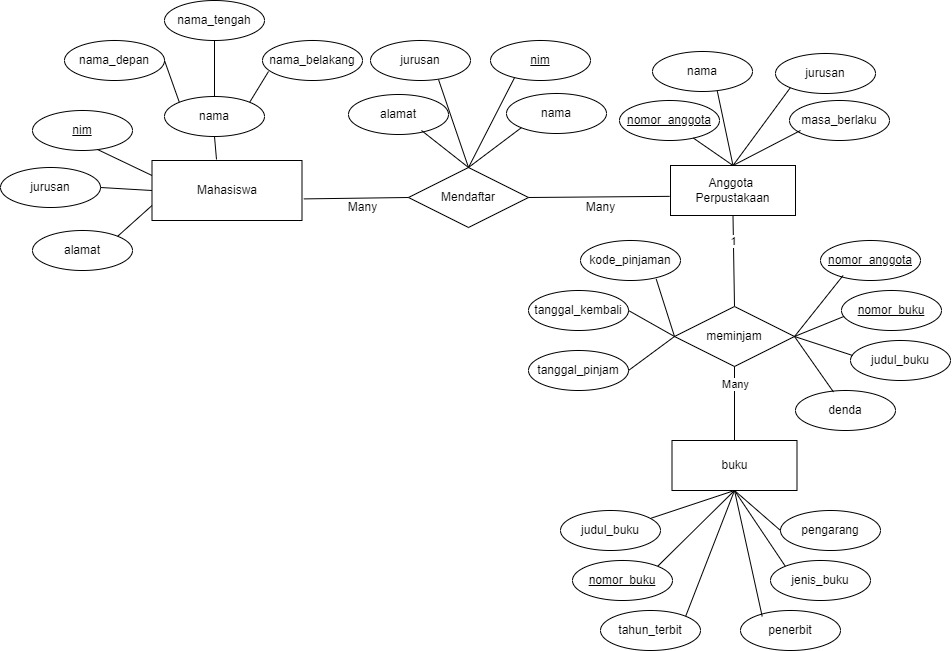 nama_tengah
nama_depan
nama_belakang
nama
nim
jurusan
alamat
Mahasiswa
Many
jurusan
nim
alamat
nama
Mendaftar
Many
nama
jurusan
nomor_anggota
masa_berlaku
Anggota
Perpustakaan
1
kode_pinjaman
tanggal_kembali
tanggal_pinjam
meminjam
nomor_anggota
nomor_buku
judul_buku
denda
Many
buku
judul_buku
nomor_buku
tahun_terbit
penerbit
jenis_buku
pengarang